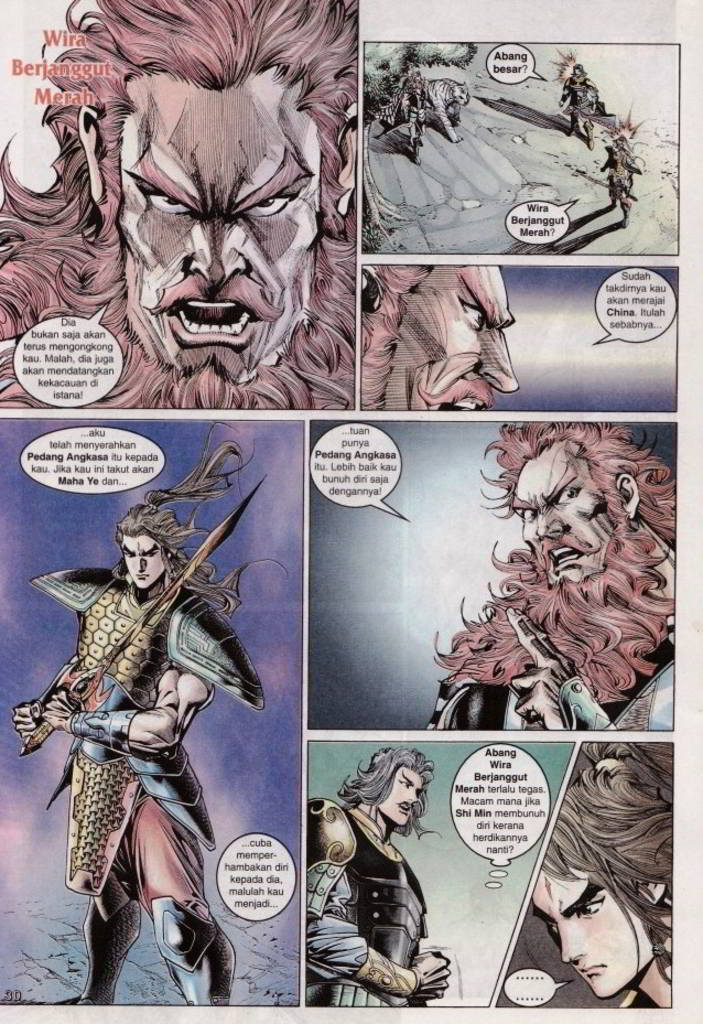 Wira
Berjanggut
Merah
Dia
bukan saja akan
terus mengongkong
kau. Malah, dia juga
akan mendatangkan
kekacauan di
istana!
Abang
besar?
Wira
Berjanggut
Merah?
Sudah
takdirnya kau
akan merajai
China. Itulah
sebabnya...
...aku
telah menyerahkan
Pedang Angkasa itu kepada
kau. Jika kau ini takut akan
Maha Ye dan...
...cuba
memper-
hambakan diri
kepada dia,
malulah kau
menjadi...
...tuan
punya
Pedang Angkasa
itu. Lebih baik kau
bunuh diri saja
dengannya!
Abang
Wira
Berjanggut
Merah terlalu tegas.
Macam mana jika
Shi Min membunuh
diri kerana
herdikannya
nanti?
......
30